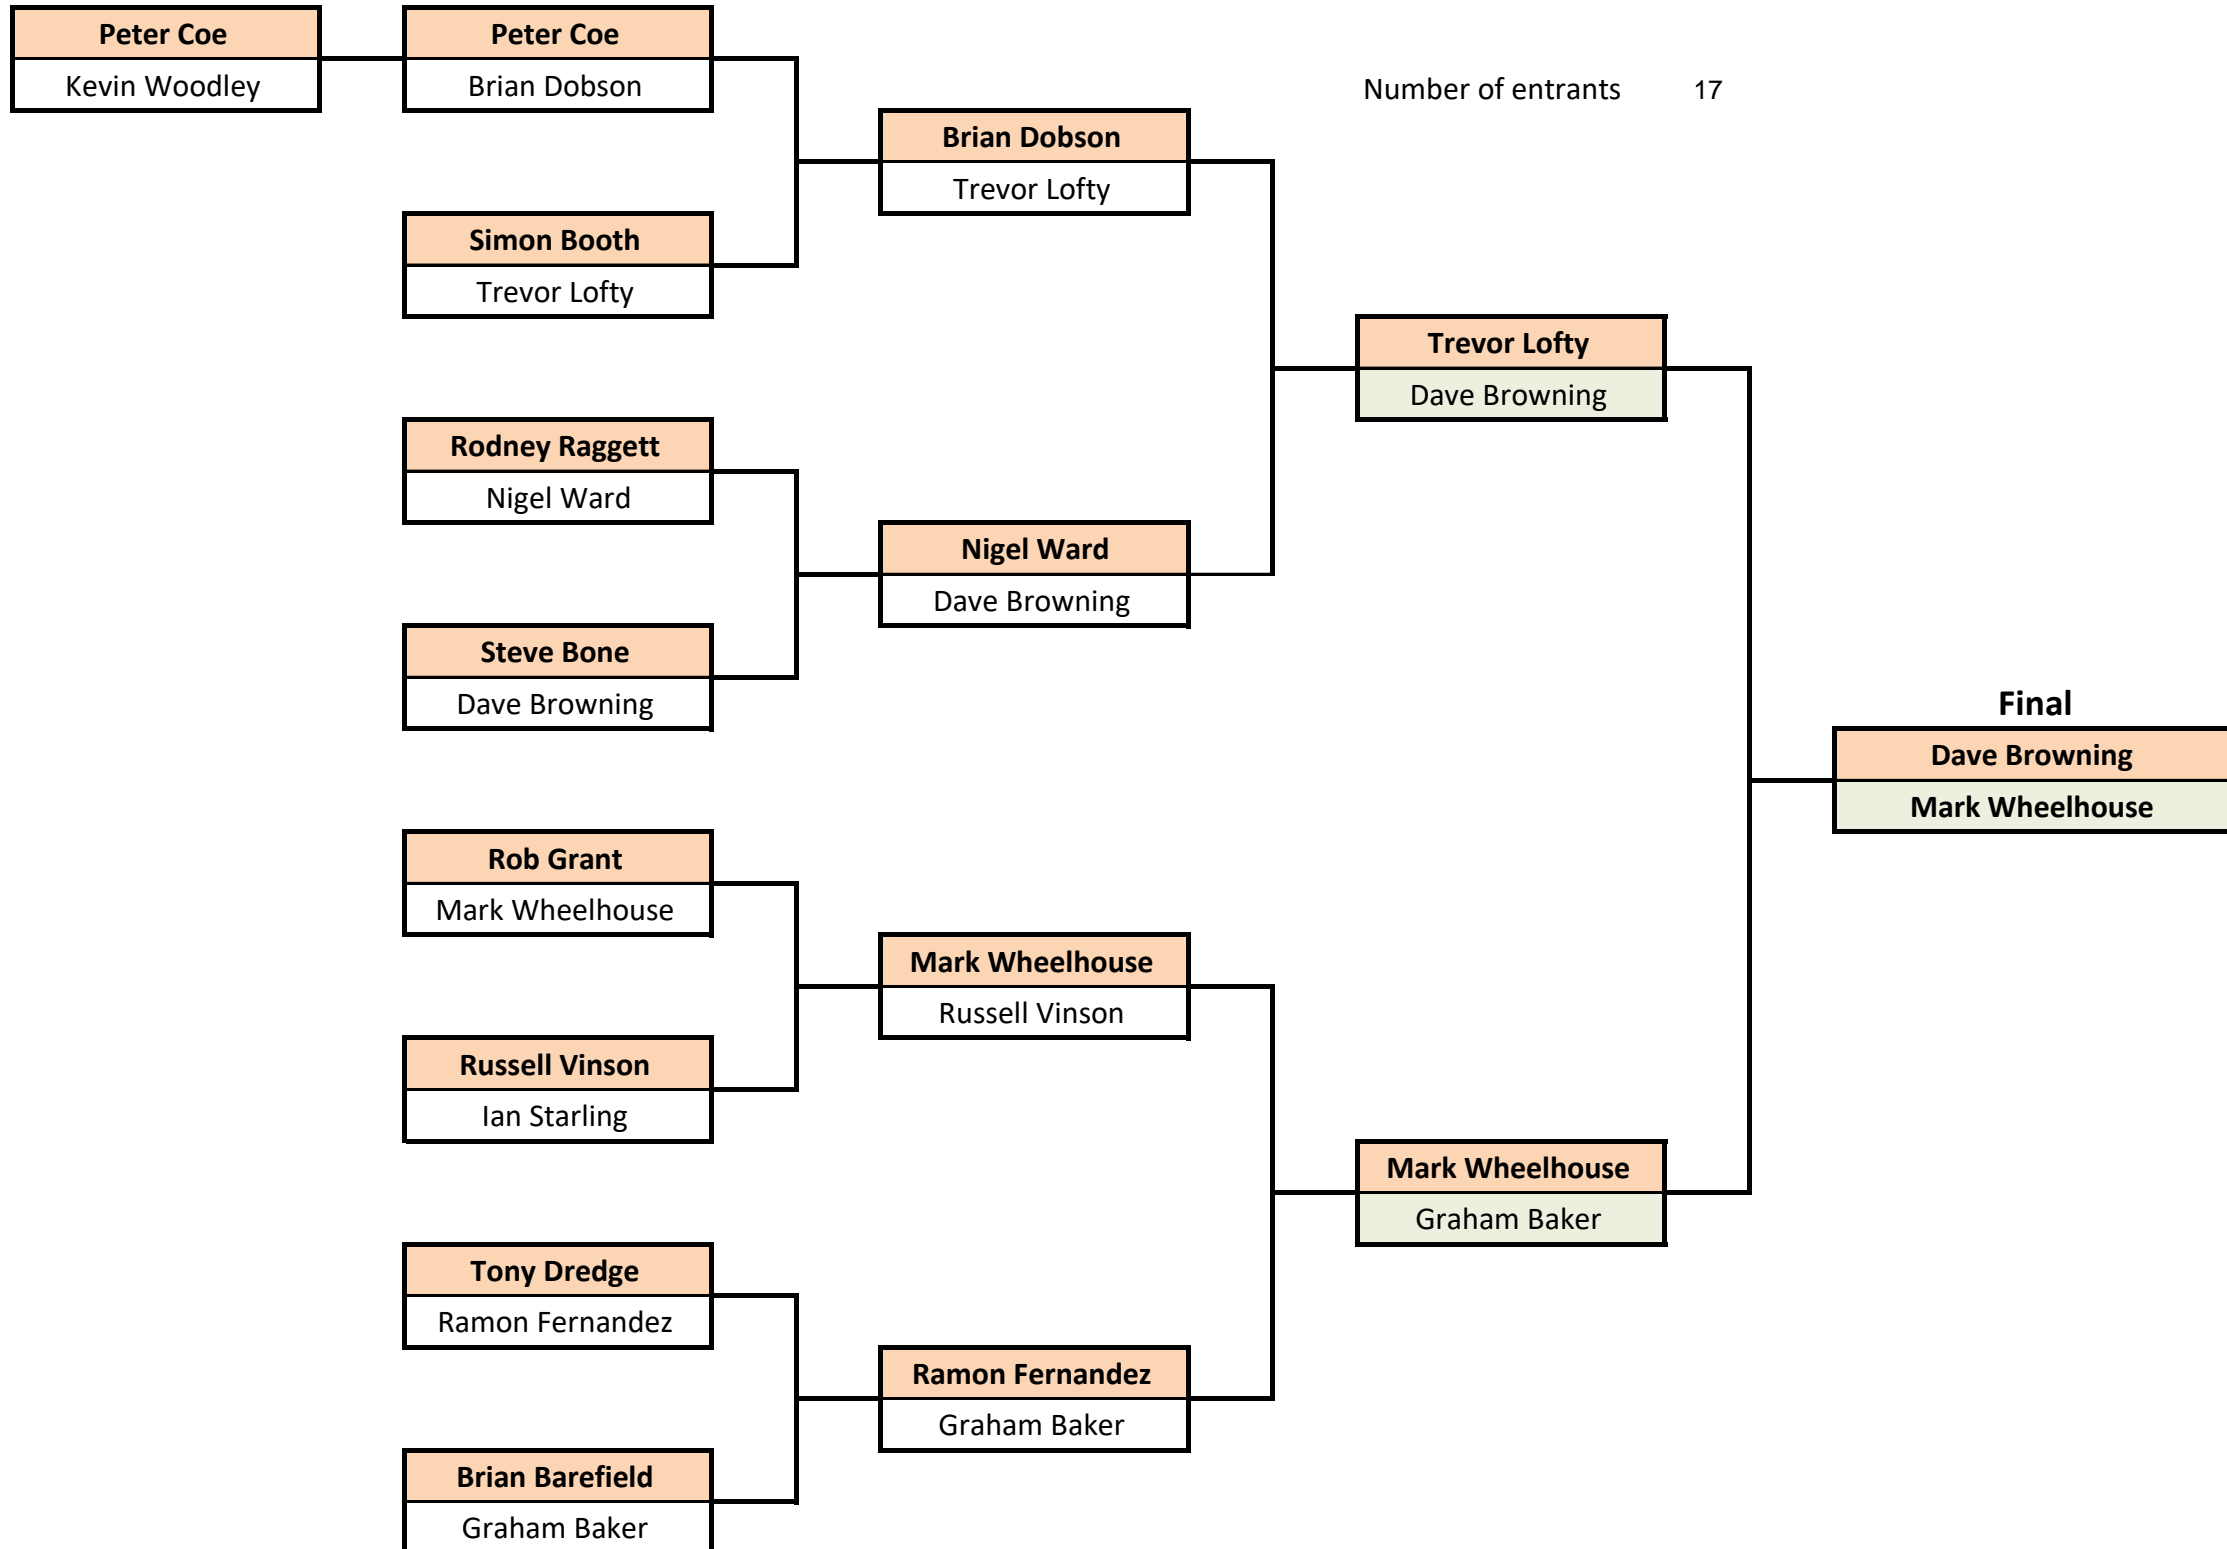 Peter Coe
Kevin Woodley
Peter Coe
Brian Dobson
Number of entrants 17
Brian Dobson
Trevor Lofty
Simon Booth
Trevor Lofty
Trevor Lofty
Dave Browning
Rodney Raggett
Nigel Ward
Nigel Ward
Dave Browning
Steve Bone
Dave Browning
Final
Dave Browning
Mark Wheelhouse
Rob Grant
Mark Wheelhouse
Mark Wheelhouse
Russell Vinson
Russell Vinson
Ian Starling
Mark Wheelhouse
Graham Baker
Tony Dredge
Ramon Fernandez
Ramon Fernandez
Graham Baker
Brian Barefield
Graham Baker